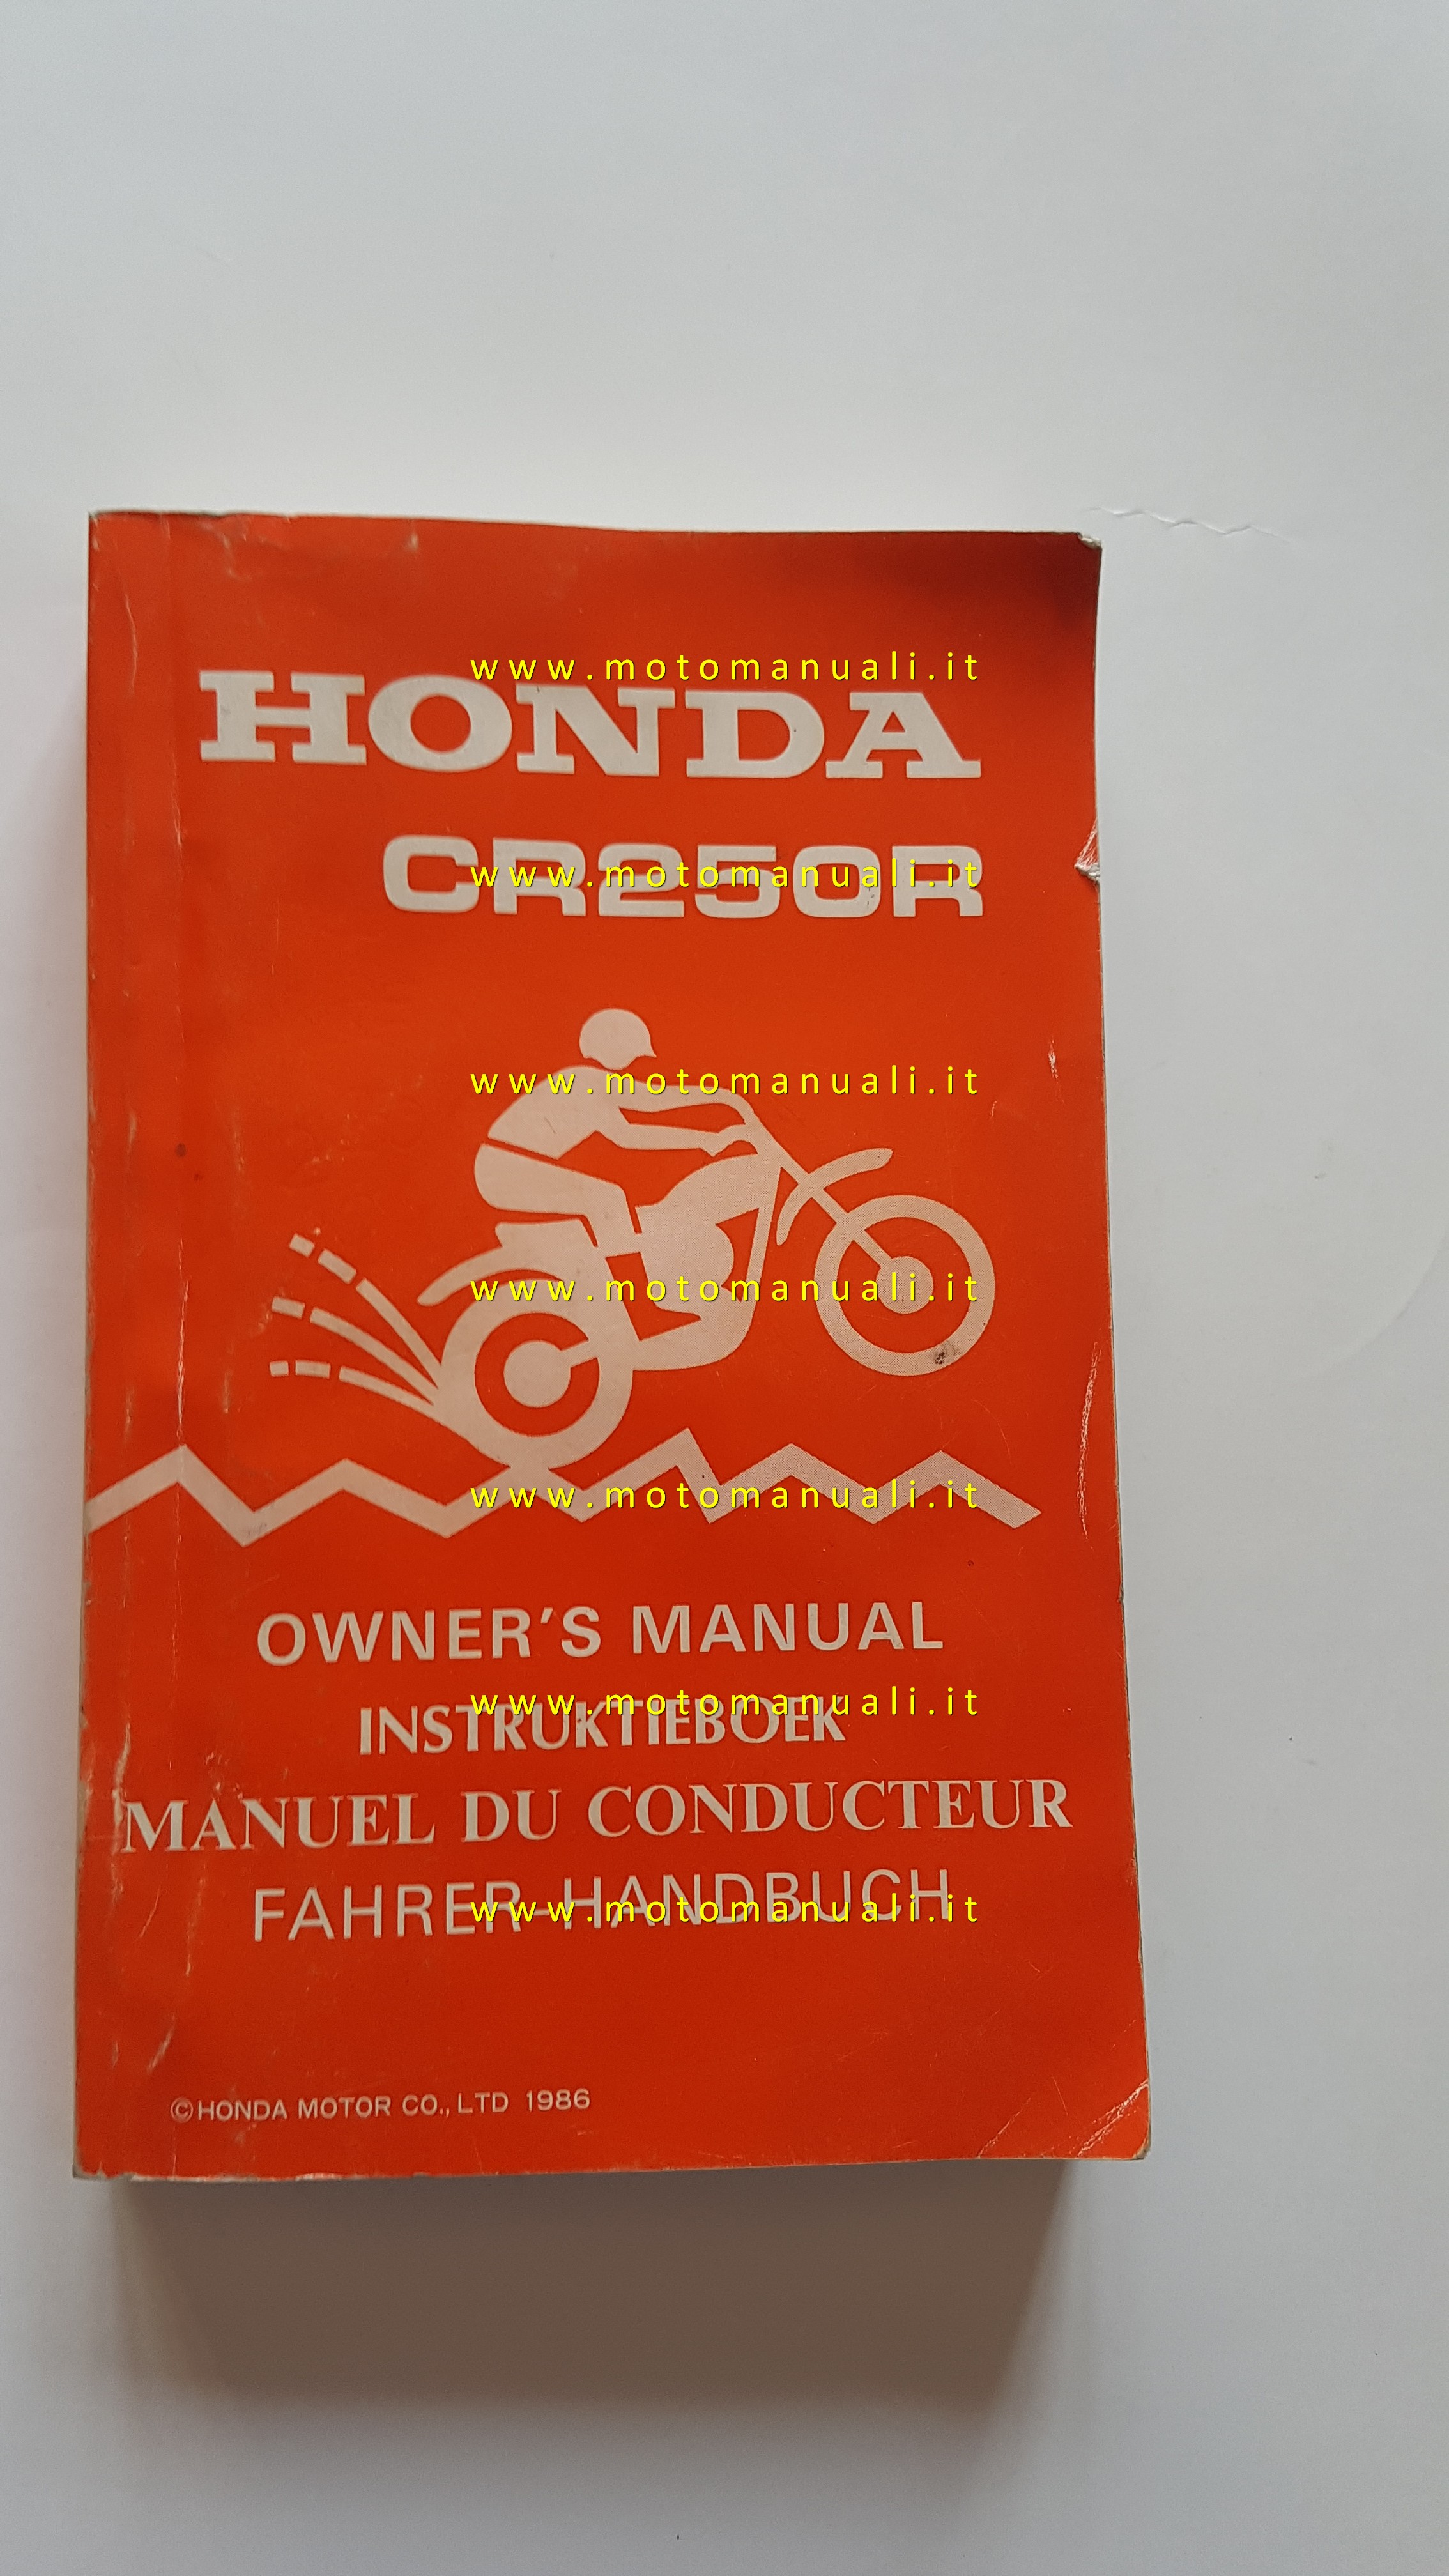 www.motomanuali.it
HONDA
www.motomanuali.it
CR250R
www.motomanuali.it
www.motomanuali.it
www.motomanuali.it
OWNER'S MANUAL
www.motomanuali.it
INSTRUKTIEBOEK
MANUEL DU CONDUCTEUR
FAHRER-HANDBUCH
www.motomanuali.it
©HONDA MOTOR CO., LTD 1986